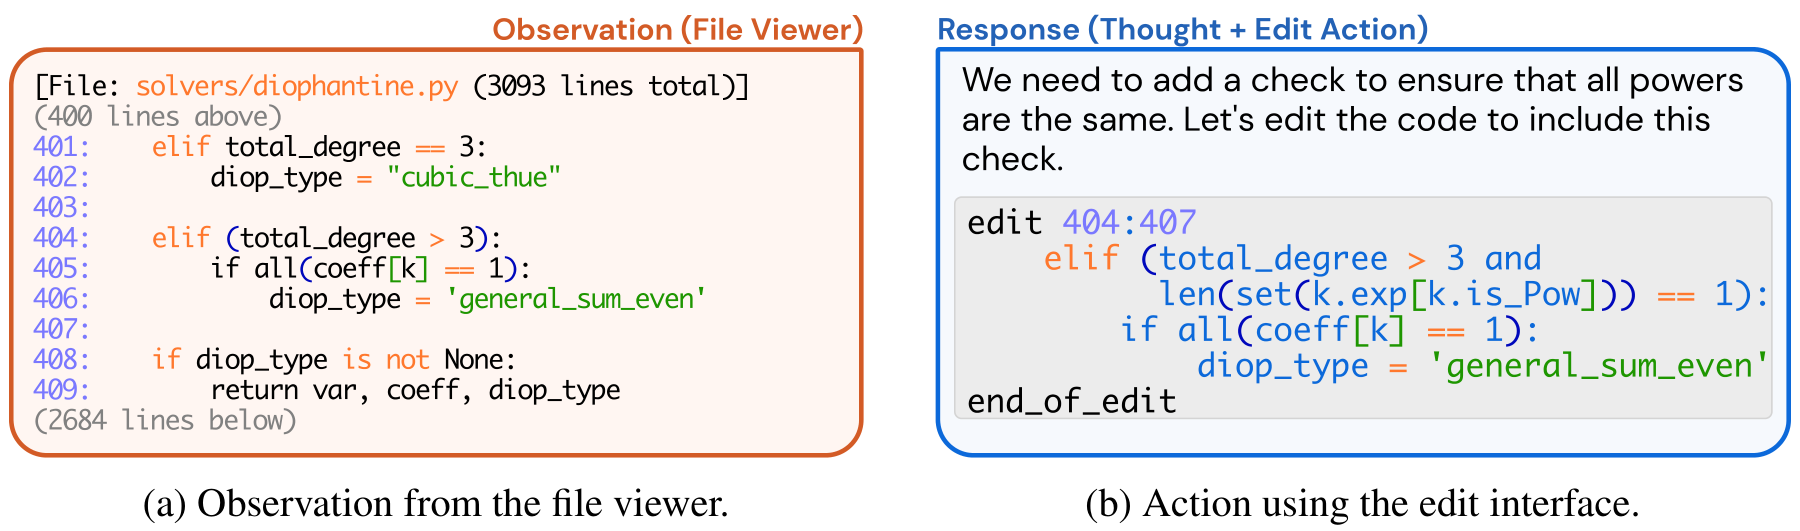 Observation (File Viewer)
[File: solvers/diophantine.py (3093 lines total)]
(400 lines above)
401:    elif total_degree == 3:
402:        diop_type = "cubic_thue"
403:
404:    elif (total_degree > 3):
405:        if all(coeff[k] == 1):
406:            diop_type = 'general_sum_even'
407:
408:    if diop_type is not None:
409:        return var, coeff, diop_type
(2684 lines below)
(a) Observation from the file viewer.
Response (Thought + Edit Action)
We need to add a check to ensure that all powers
are the same. Let's edit the code to include this
check.
edit 404:407
    elif (total_degree > 3 and
          len(set(k.exp[k.is_Pow])) == 1):
        if all(coeff[k] == 1):
            diop_type = 'general_sum_even'
end_of_edit
(b) Action using the edit interface.